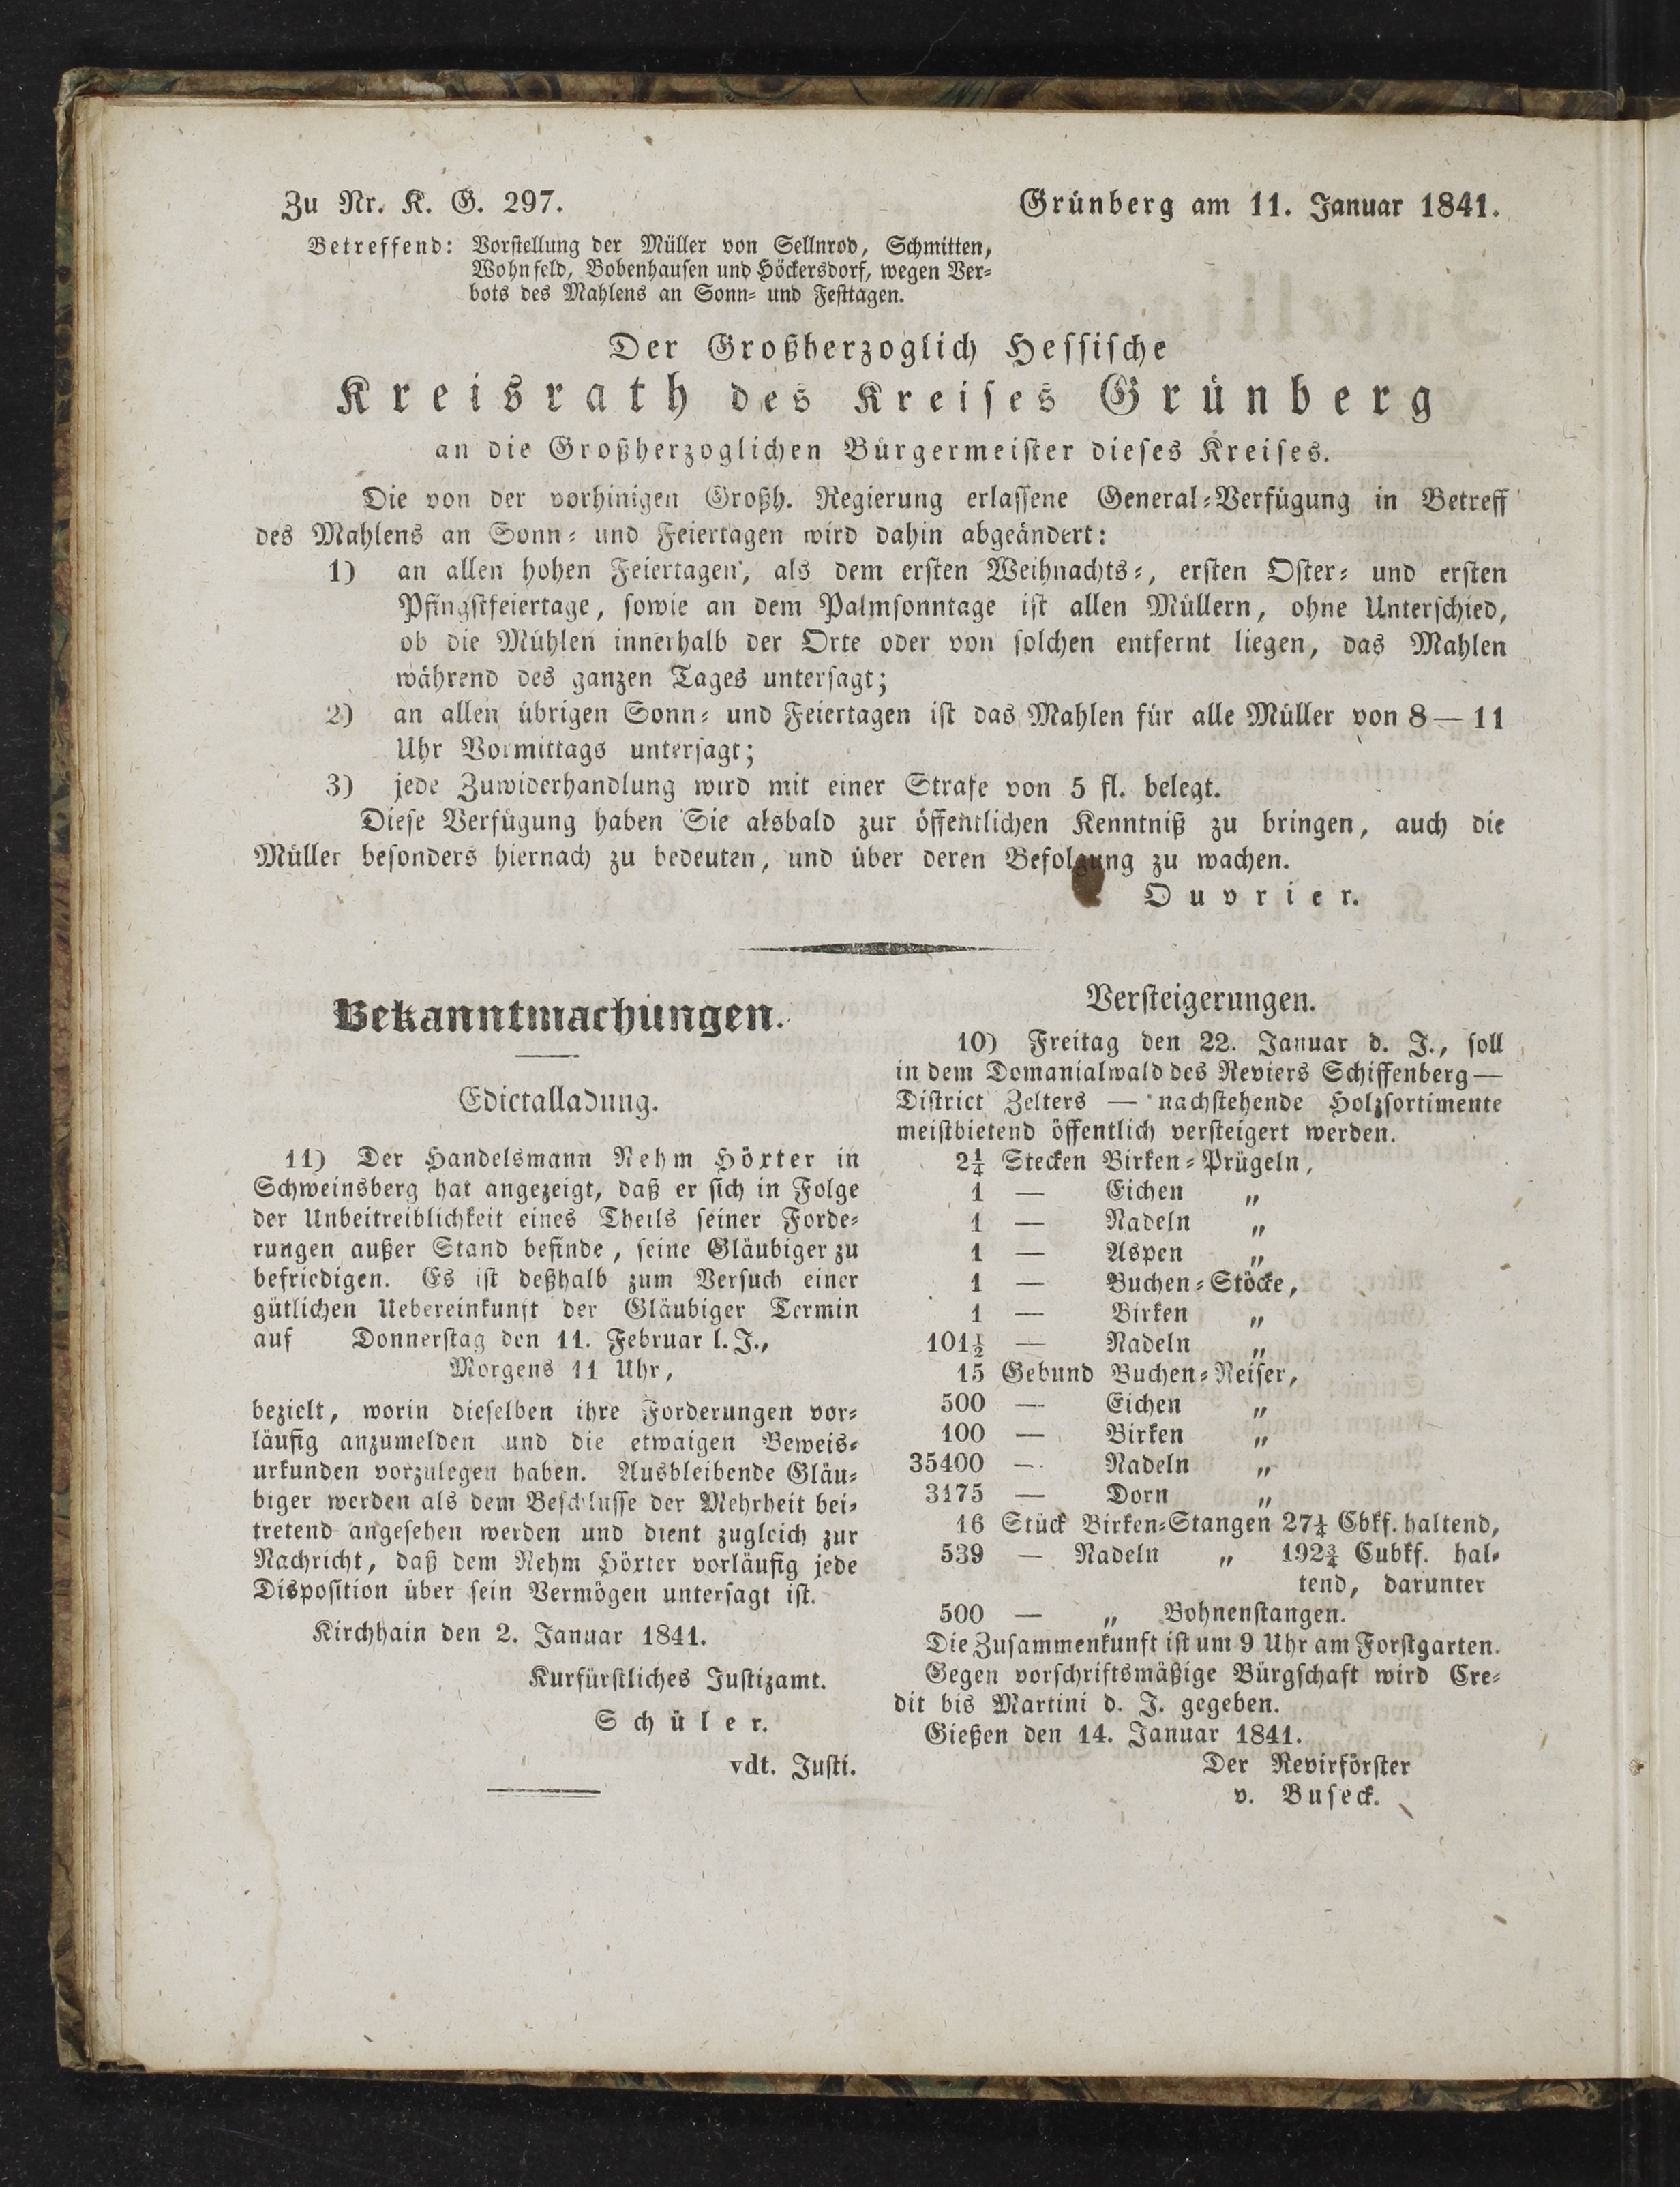 Zu Nr. K. G. 297.
Grünberg am 11. Januar 1841.
Betreffend: Vorstellung der Müller von Sellnrod, Schmitten,
Wohnfeld, Bobenhausen und Höckersdorf, wegen Ver-
bots des Mahlens an Sonn- und Festtagen.
Der Großherzoglich Hessische
Kreisrath des Kreises Grünberg
an die Großherzoglichen Bürgermeister dieses Kreises.
Die von der vorhinigen Großh. Regierung erlassene General-Verfügung in Betreff
des Mahlens an Sonn- und Feiertagen wird dahin abgeändert:
1) an allen hohen Feiertagen, als dem ersten Weihnachts-, ersten Oster- und ersten
Pfingstfeiertage, sowie an dem Palmsonntage ist allen Müllern, ohne Unterschied,
ob die Mühlen innerhalb der Orte oder von solchen entfernt liegen, das Mahlen
während des ganzen Tages untersagt;
2) an allen übrigen Sonn- und Feiertagen ist das Mahlen für alle Müller von 8—11
Uhr Vormittags untersagt;
3) jede Zuwiderhandlung wird mit einer Strafe von 5 fl. belegt.
Diese Verfügung haben Sie alsbald zur öffentlichen Kenntniß zu bringen, auch die
Müller besonders hiernach zu bedeuten, und über deren Befolgung zu wachen.
Ouvrier.
Bekanntmachungen.
Edictalladung.
11) Der Handelsmann Nehm Höxter in
Schweinsberg hat angezeigt, daß er sich in Folge
der Unbeitreiblichkeit eines Theils seiner Forde-
rungen außer Stand befinde, seine Gläubiger zu
befriedigen. Es ist deßhalb zum Versuch einer
gütlichen Uebereinkunft der Gläubiger Termin
auf Donnerstag den 11. Februar l. J.,
Morgens 11 Uhr,
bezielt, worin dieselben ihre Forderungen vor-
läufig anzumelden und die etwaigen Beweis-
urkunden vorzulegen haben. Ausbleibende Gläu-
biger werden als dem Beschlusse der Mehrheit bei-
tretend angesehen werden und dient zugleich zur
Nachricht, daß dem Nehm Höxter vorläufig jede
Disposition über sein Vermögen untersagt ist.
Kirchhain den 2. Januar 1841.
Kurfürstliches Justizamt.
Schüler.
vdt. Justi.
Versteigerungen.
10) Freitag den 22. Januar d. J., soll
in dem Domanialwald des Reviers Schiffenberg—
District Zelters — nachstehende Holzsortimente
meistbietend öffentlich versteigert werden.
2¼ Stecken Birken-Prügeln,
1 — Eichen „
1 — Nadeln „
1 — Aspen „
1 — Buchen-Stöcke,
1 — Birken „
101½ — Nadeln „
15 Gebund Buchen-Reiser,
500 — Eichen „
100 — Birken „
35400 — Nadeln „
3175 — Dorn „
16 Stück Birken-Stangen 27¼ Cbkf. haltend,
539 — Nadeln „ 192¾ Cubkf. hal-
tend, darunter
500 — „ Bohnenstangen.
Die Zusammenkunft ist um 9 Uhr am Forstgarten.
Gegen vorschriftsmäßige Bürgschaft wird Cre-
dit bis Martini d. J. gegeben.
Gießen den 14. Januar 1841.
Der Revirförster
v. Buseck.